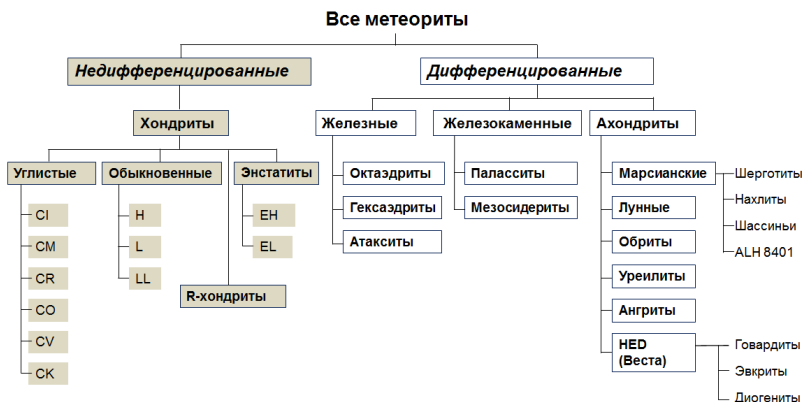 Все метеориты
Недифференцированные
Дифференцированные
Хондриты
Железные
Железокаменные
Ахондриты
Углистые
Обыкновенные
Энстатиты
Октаэдриты
Палласиты
Марсианские
Шерготиты
CI
H
EH
Гексаэдриты
Мезосидериты
Лунные
Нахлиты
CM
L
EL
Атакситы
Обриты
Шассиньи
CR
LL
ALH 8401
R-хондриты
Уреилиты
CO
Ангриты
CV
HED
(Веста)
Говардиты
CK
Эвкриты
Диогениты